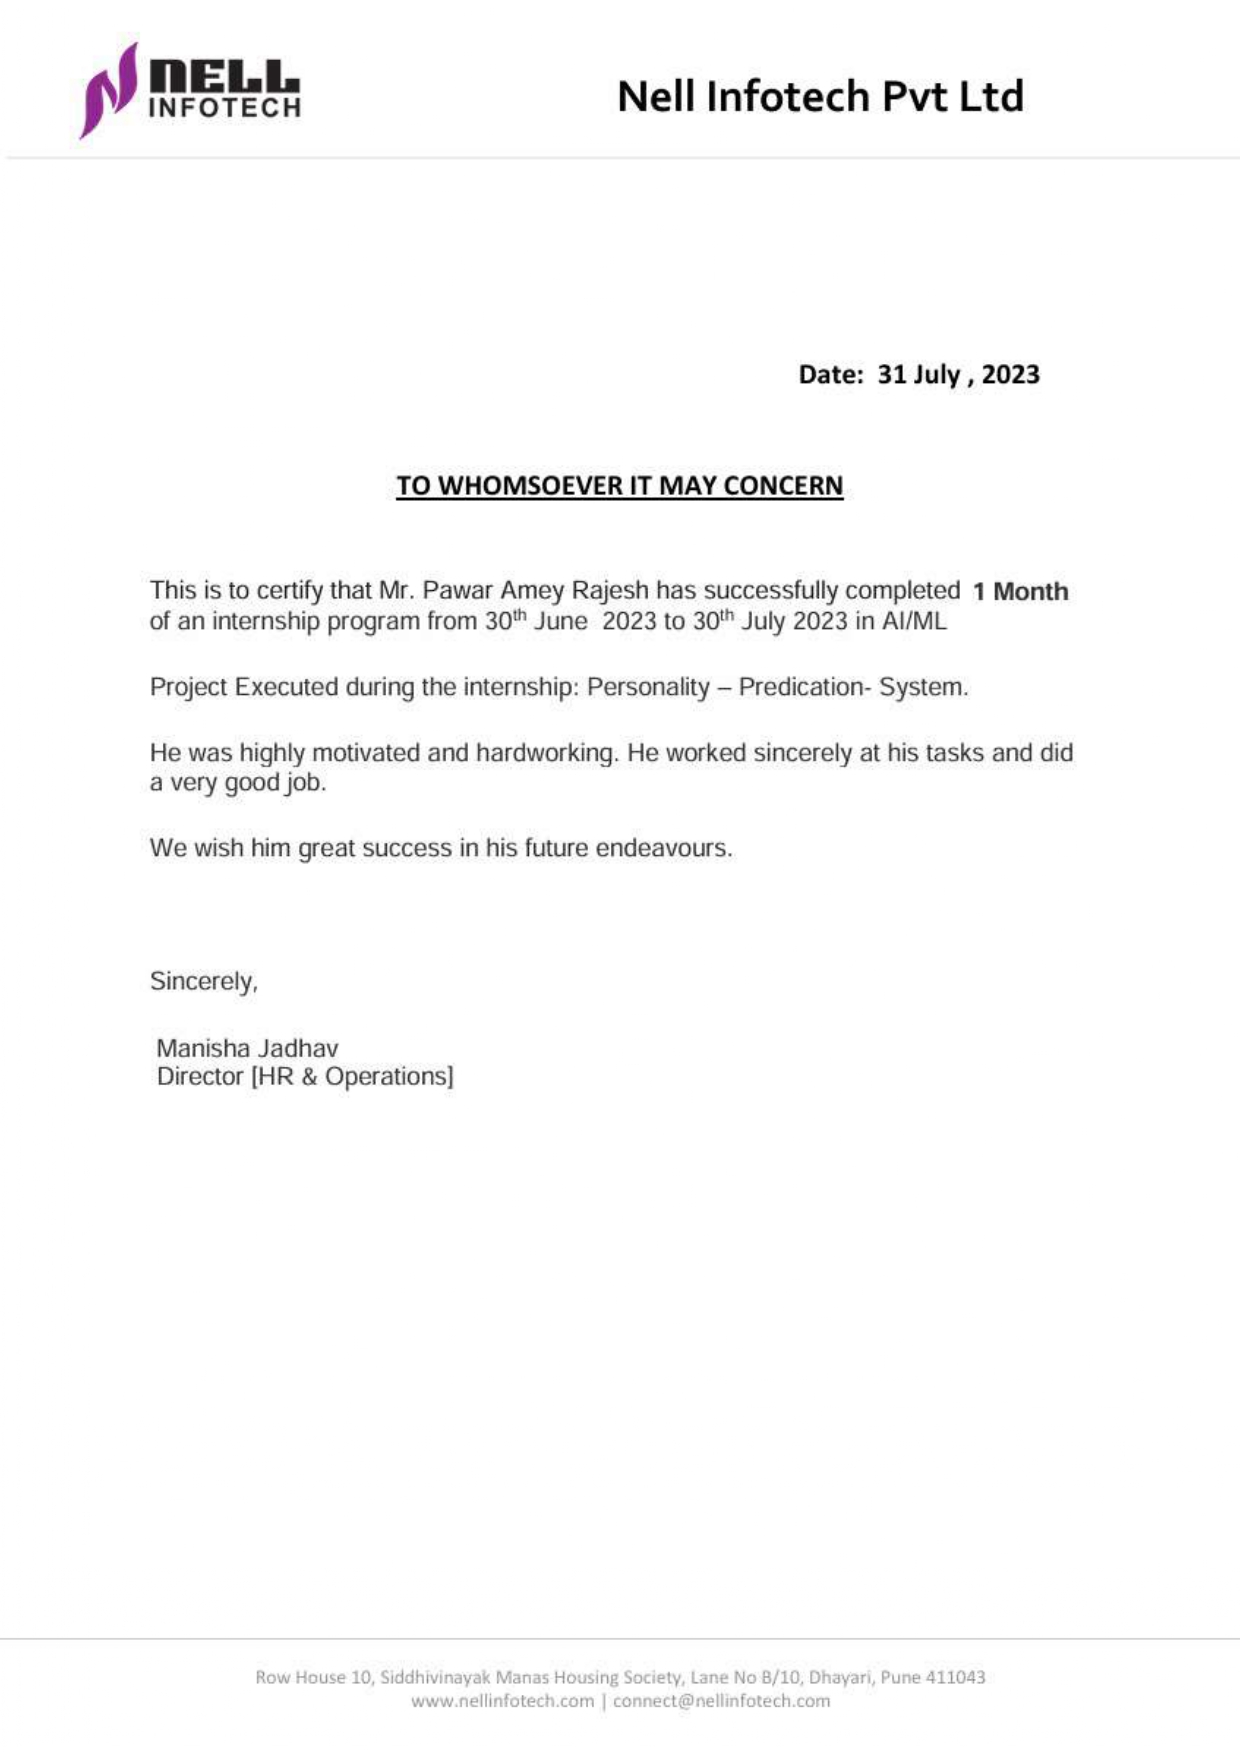 NELL
INFOTECH
Nell Infotech Pvt Ltd
Date: 31 July , 2023
TO WHOMSOEVER IT MAY CONCERN
This is to certify that Mr. Pawar Amey Rajesh has successfully completed 1 Month
of an internship program from 30th June 2023 to 30th July 2023 in AI/ML
Project Executed during the internship: Personality – Predication- System.
He was highly motivated and hardworking. He worked sincerely at his tasks and did
a very good job.
We wish him great success in his future endeavours.
Sincerely,
Manisha Jadhav
Director [HR & Operations]
Row House 10, Siddhivinayak Manas Housing Society, Lane No B/10, Dhayari, Pune 411043
www.nellinfotech.com | connect@nellinfotech.com